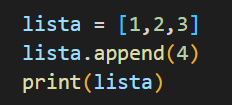 lista = [1,2,3]
lista.append(4)
print(lista)